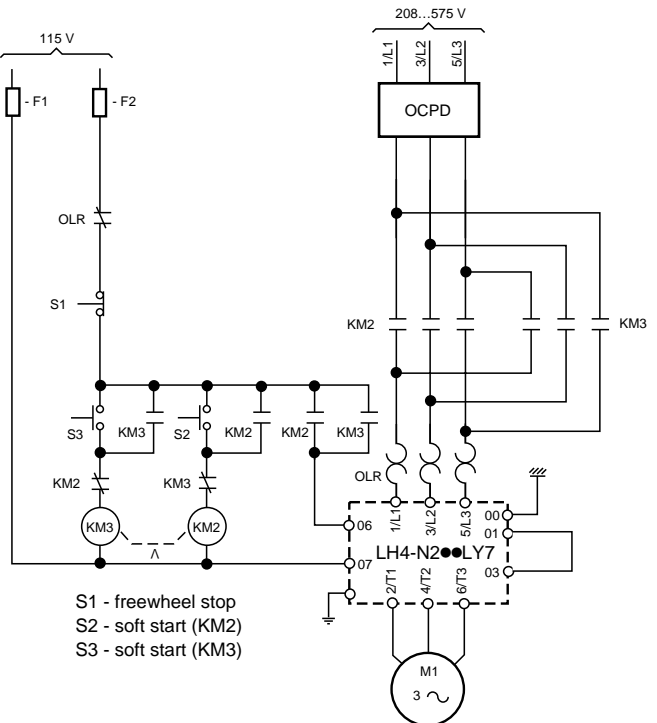 208...575 V
115 V
1/L1
3/L2
5/L3
- F1
- F2
OCPD
OLR
S1
KM2
KM3
S3
KM3
S2
KM2
KM2
KM3
KM2
KM3
OLR
1/L1
3/L2
5/L3
00
KM3
KM2
06
01
LH4-N2●●LY7
07
03
2/T1
4/T2
6/T3
S1 - freewheel stop
S2 - soft start (KM2)
S3 - soft start (KM3)
M1
3 ~